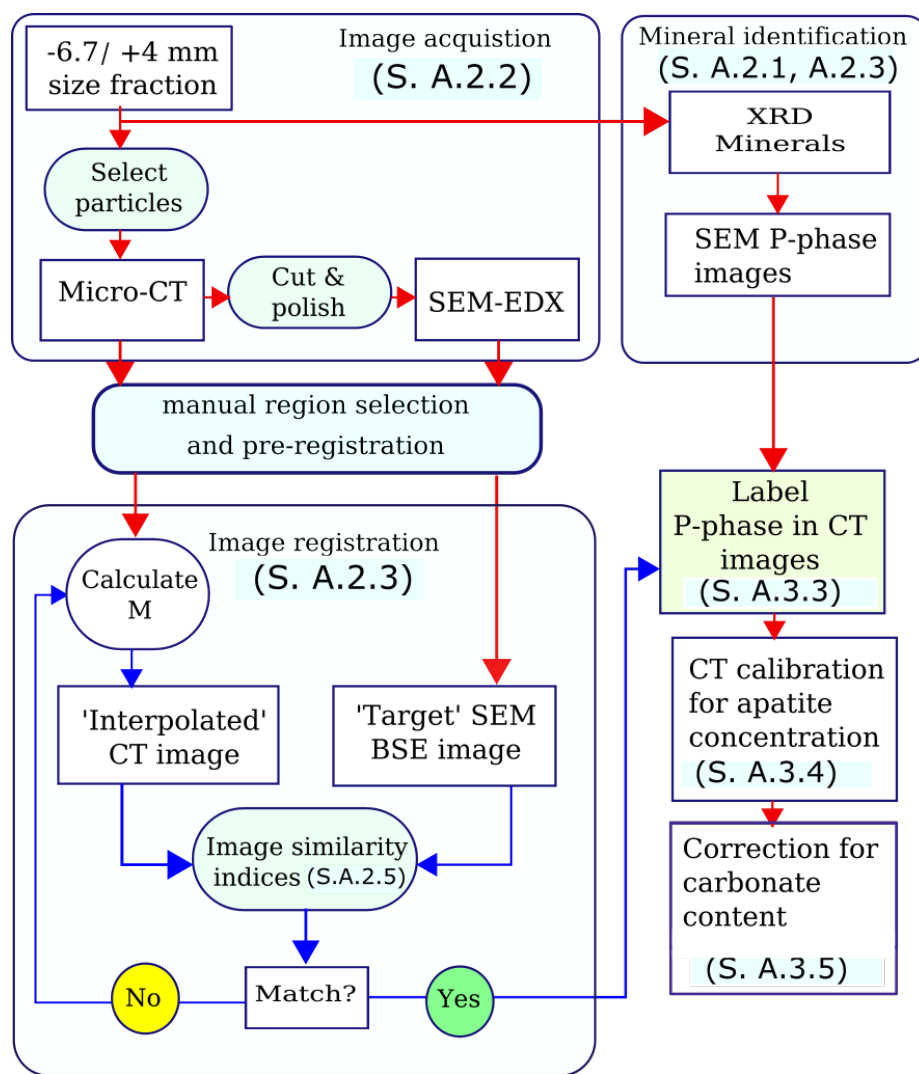 -6.7/ +4 mm
size fraction
Image acquistion
(S. A.2.2)
Select
particles
Micro-CT
Cut &
polish
SEM-EDX
Mineral identification
(S. A.2.1, A.2.3)
XRD
Minerals
SEM P-phase
images
manual region selection
and pre-registration
Image registration
(S. A.2.3)
Calculate
M
'Interpolated'
CT image
'Target' SEM
BSE image
Image similarity
indices (S.A.2.5)
No
Match?
Yes
Label
P-phase in CT
images
(S. A.3.3)
CT calibration
for apatite
concentration
(S. A.3.4)
Correction for
carbonate
content
(S. A.3.5)